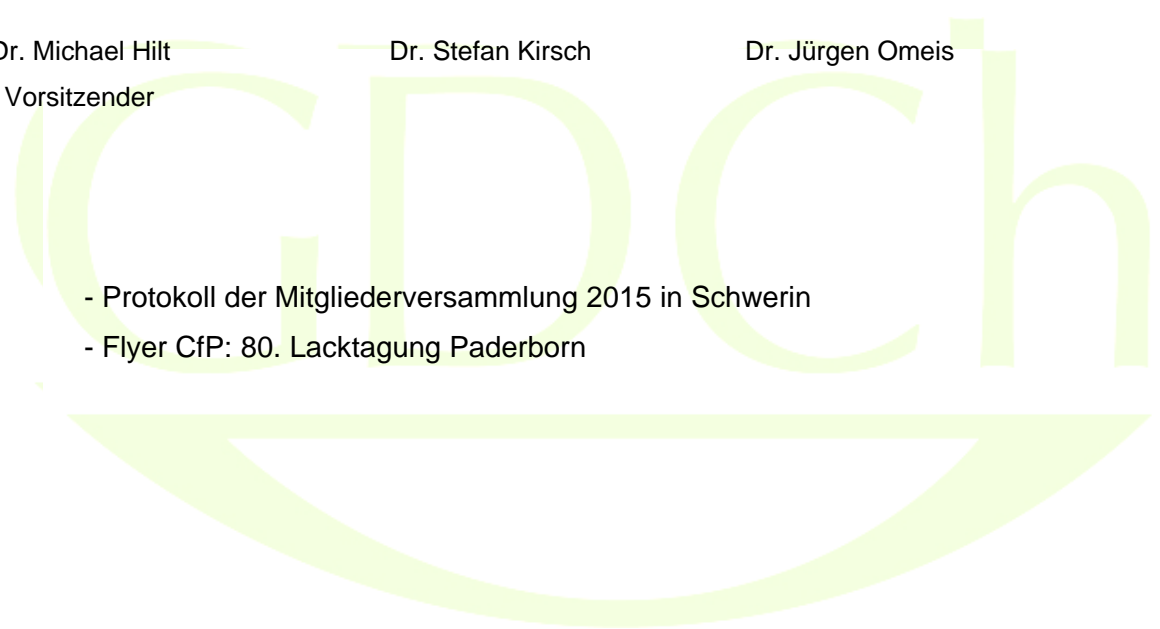 Dr. Michael Hilt Dr. Stefan Kirsch Dr. Jürgen Omeis
Vorsitzender
GDCh
- Protokoll der Mitgliederversammlung 2015 in Schwerin
- Flyer CfP: 80. Lacktagung Paderborn